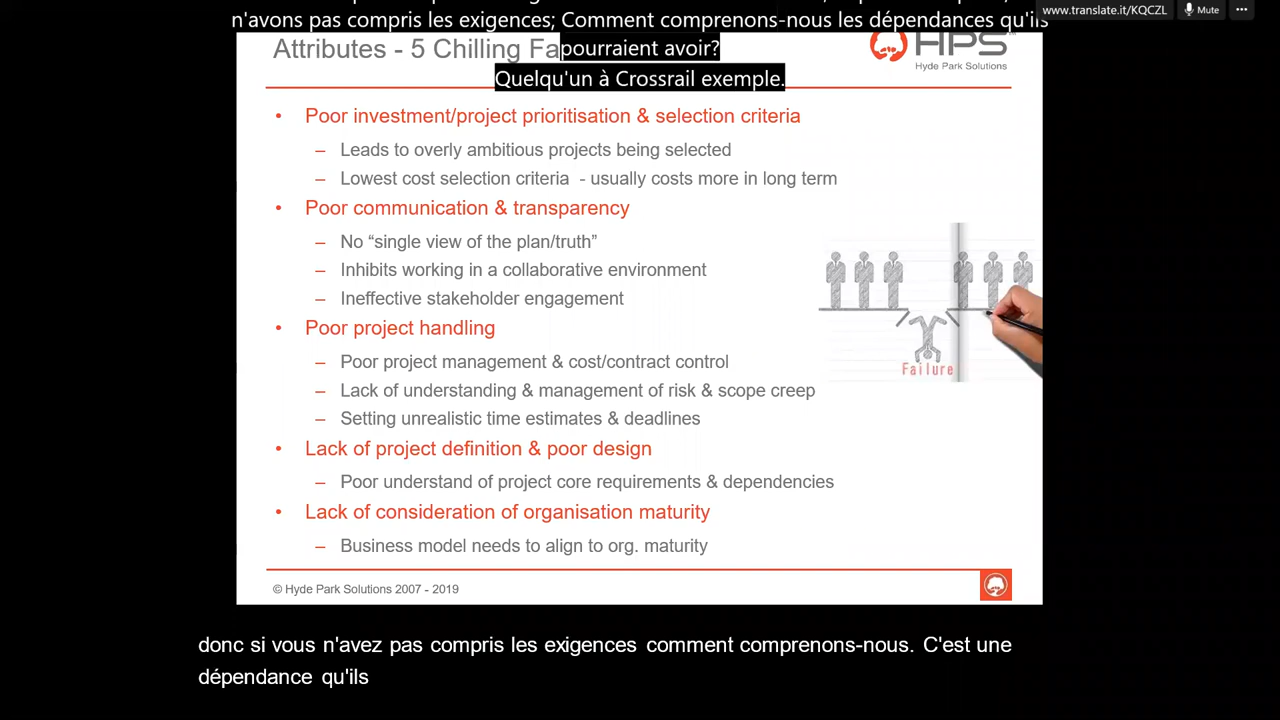 www.translate.it/KQCZL Mute
n'avons pas compris les exigences; Comment comprenons-nous les dépendances qu'ils
pourraient avoir?
Quelqu'un à Crossrail exemple.
Attributes - 5 Chilling Fa
HPS
Hyde Park Solutions
• Poor investment/project prioritisation & selection criteria
– Leads to overly ambitious projects being selected
– Lowest cost selection criteria - usually costs more in long term
• Poor communication & transparency
– No “single view of the plan/truth”
– Inhibits working in a collaborative environment
– Ineffective stakeholder engagement
• Poor project handling
– Poor project management & cost/contract control
– Lack of understanding & management of risk & scope creep
– Setting unrealistic time estimates & deadlines
• Lack of project definition & poor design
– Poor understand of project core requirements & dependencies
• Lack of consideration of organisation maturity
– Business model needs to align to org. maturity
Failure
© Hyde Park Solutions 2007 - 2019
donc si vous n'avez pas compris les exigences comment comprenons-nous. C'est une
dépendance qu'ils